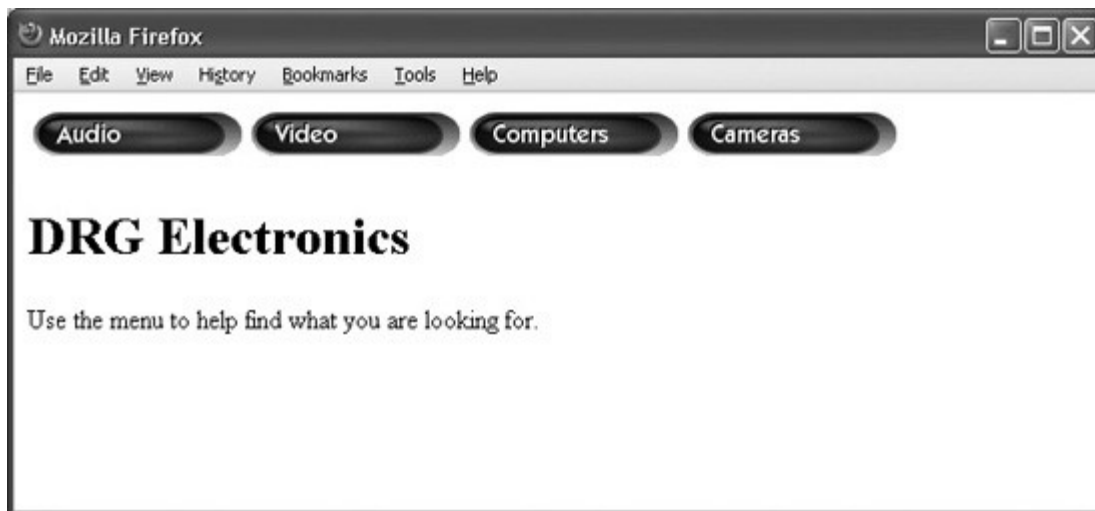 Mozilla Firefox
File Edit View History Bookmarks Tools Help
Audio Video Computers Cameras
DRG Electronics
Use the menu to help find what you are looking for.